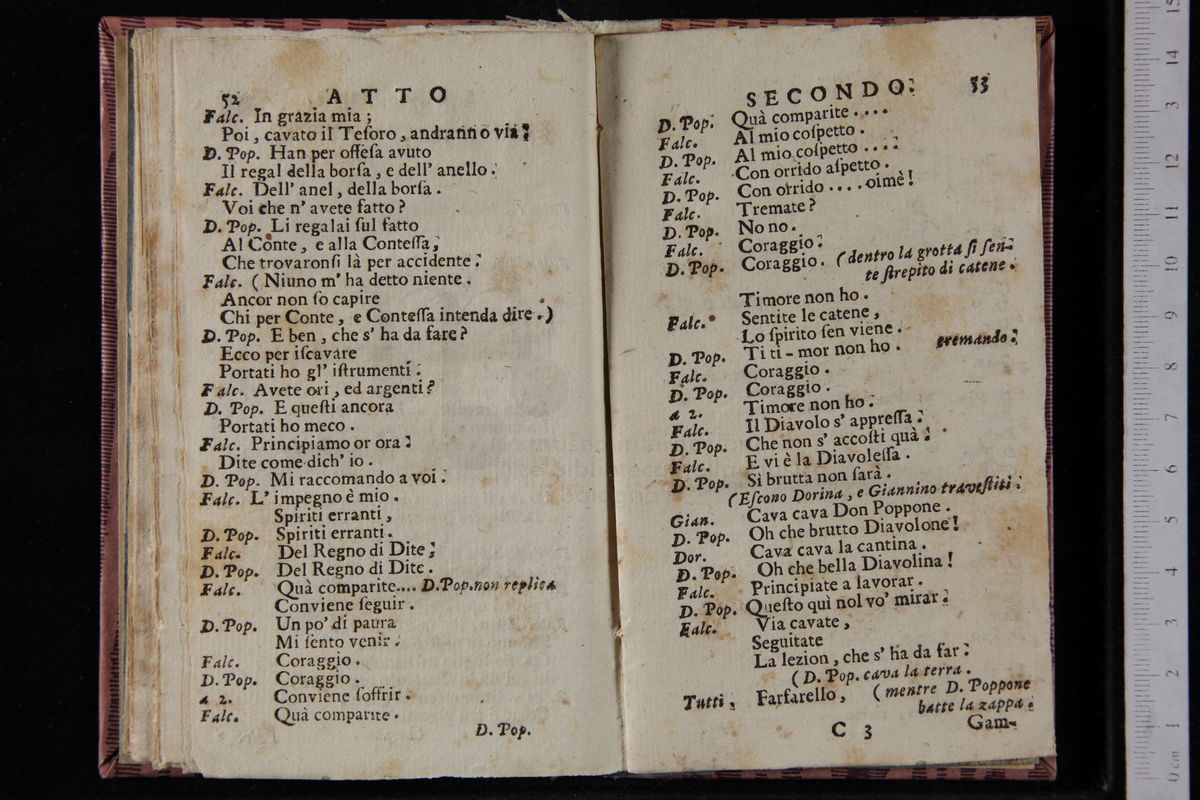 52 ATTO
Falc. In grazia mia ;
Poi , cavato il Teſoro , andranno via :
D. Pop. Han per offeſa avuto
Il regal della borſa , e dell' anello .
Falc. Dell' anel , della borſa .
Voi che n' avete fatto ?
D. Pop. Li regalai ſul fatto
Al Conte , e alla Conteſſa ,
Che trovaronſi là per accidente .
Falc. ( Niuno m' ha detto niente .
Ancor non ſo capire
Chi per Conte , e Conteſſa intenda dire . )
D. Pop. E ben , che s' ha da fare ?
Ecco per iſcavare
Portati ho gl' iſtrumenti .
Falc. Avete ori , ed argenti ?
D. Pop. E queſti ancora
Portati ho meco .
Falc. Principiamo or ora :
Dite come dich' io .
D. Pop. Mi raccomando a voi .
Falc. L' impegno è mio .
Spiriti erranti ,
D. Pop. Spiriti erranti .
Falc. Del Regno di Dite ;
D. Pop. Del Regno di Dite .
Falc. Quà comparite.... D.Pop.non replica
Conviene ſeguir .
D. Pop. Un po' di paura
Mi ſento venir .
Falc. Coraggio .
D. Pop. Coraggio .
a 2. Conviene ſoffrir .
Falc. Quà comparite .
D. Pop.
SECONDO. 53
D. Pop. Quà comparite . . . .
Falc. Al mio coſpetto .
D. Pop. Al mio coſpetto . . . .
Falc. Con orrido aſpetto .
D. Pop. Con orrido . . . . oimè !
Falc. Tremate ?
D. Pop. No no .
Falc. Coraggio .
D. Pop. Coraggio . (dentro la grotta ſi ſen-
te ſtrepito di catene .
Timore non ho .
Falc. Sentite le catene ,
Lo ſpirito ſen viene .
D. Pop. Ti ti - mor non ho . tremando .
Falc. Coraggio .
D. Pop. Coraggio .
a 2. Timore non ho .
Falc. Il Diavolo s' appreſſa .
D. Pop. Che non s' accoſti quà .
Falc. E vi è la Diavoleſſa .
D. Pop. Sì brutta non ſarà .
(Eſcono Dorina , e Giannino traveſtiti .
Gian. Cava cava Don Poppone .
D. Pop. Oh che brutto Diavolone !
Dor. Cava cava la cantina .
D. Pop. Oh che bella Diavolina !
Falc. Principiate a lavorar .
D. Pop. Queſto quì nol vo' mirar .
Falc. Via cavate ,
Seguitate
La lezion , che s' ha da far .
(D. Pop. cava la terra .
Tutti . Farfarello , (mentre D. Poppone
batte la zappa .
C 3 Gam-